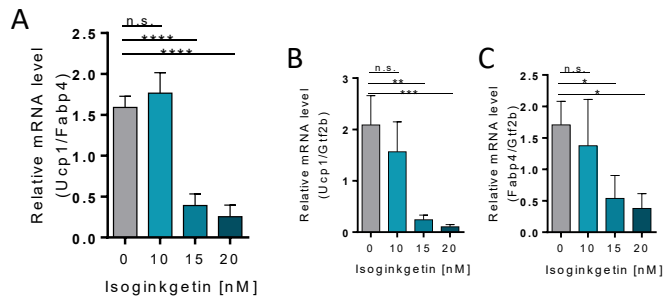 A
n.s.
****
****
Relative mRNA level
(Ucp1/Fabp4)
2.5
2.0
1.5
1.0
0.5
0.0
0 10 15 20
Isoginkgetin [nM]
B
n.s.
**
***
Relative mRNA level
(Ucp1/Gtf2b)
3
2
1
0
0 10 15 20
Isoginkgetin [nM]
C
n.s.
*
*
Relative mRNA level
(Fabp4/Gtf2b)
2.5
2.0
1.5
1.0
0.5
0.0
0 10 15 20
Isoginkgetin [nM]